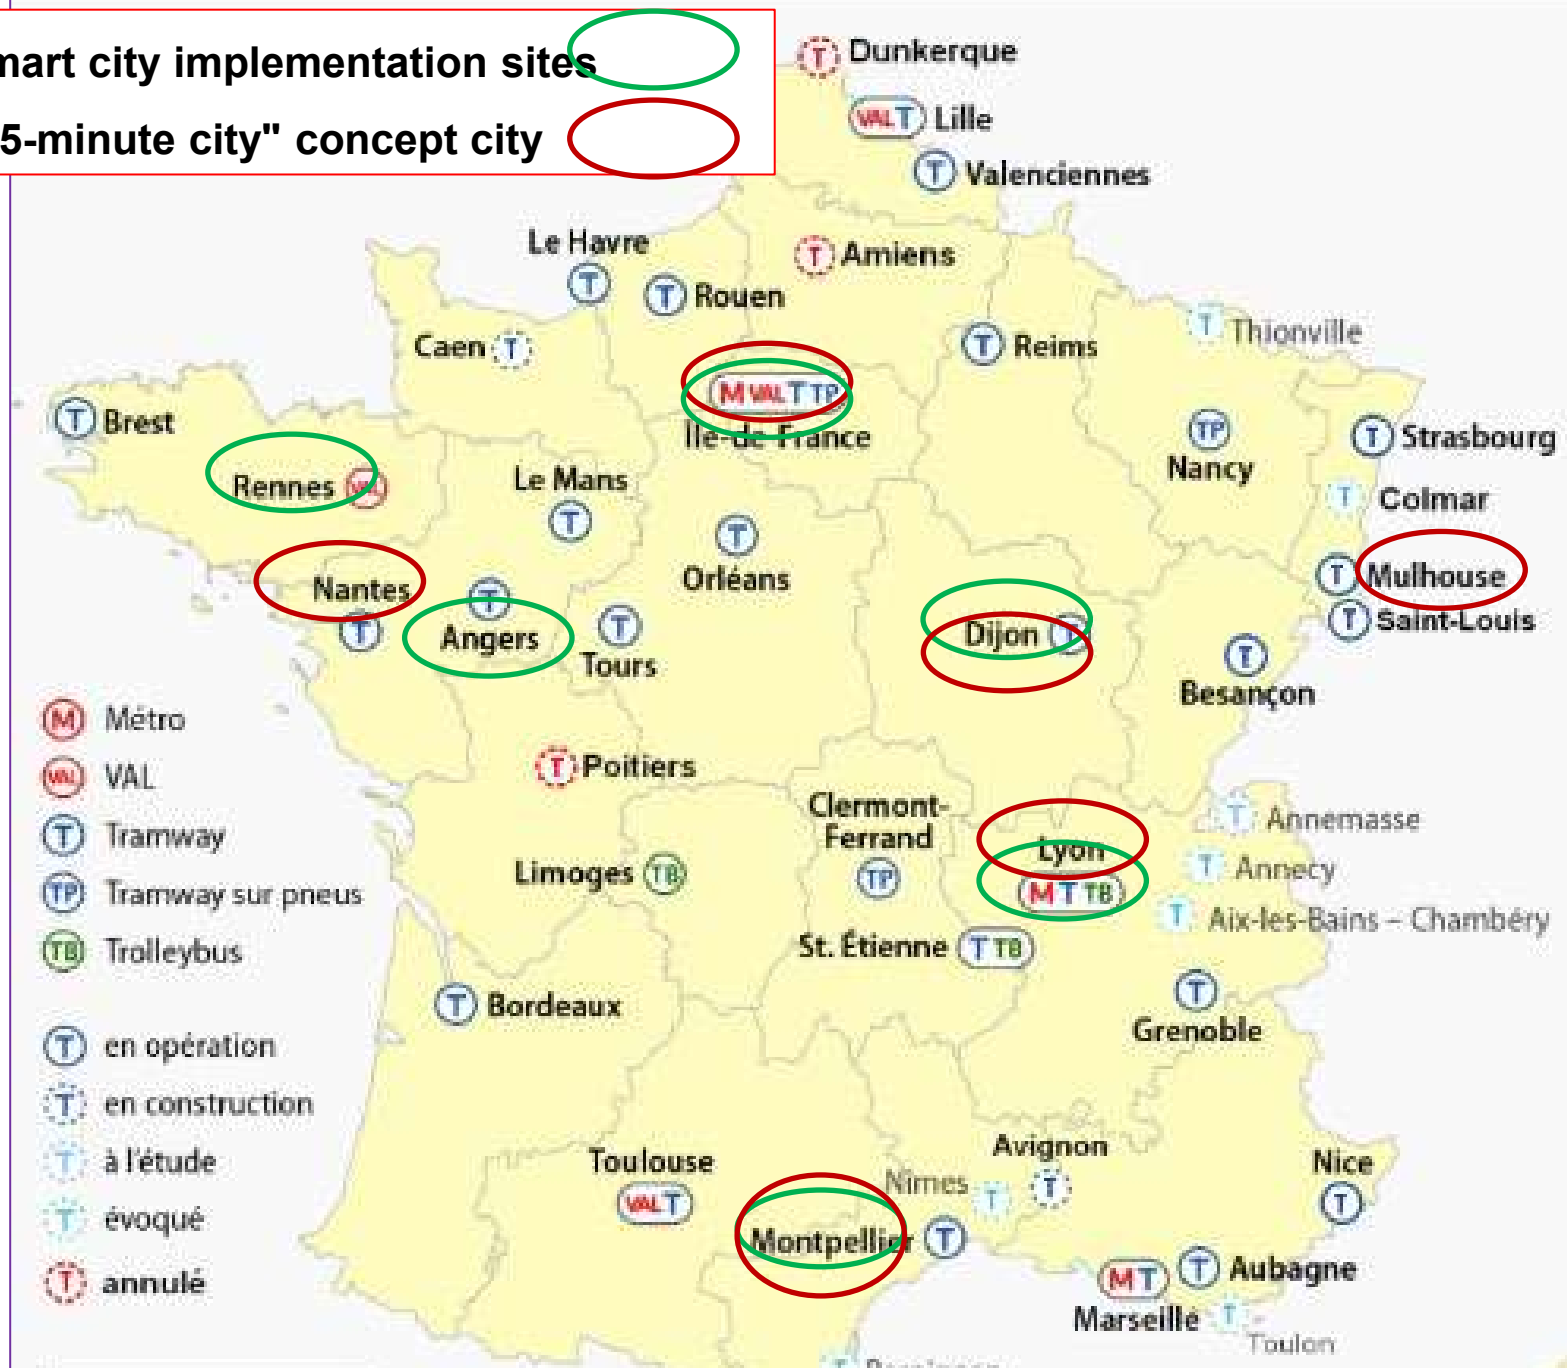 mart city implementation sites
5-minute city" concept city
T Dunkerque
VAL T Lille
T Valenciennes
Le Havre
T
T Rouen
T Amiens
Caen T
T Reims
T Thionville
M VAL T TP
Ile-de-France
T Brest
Rennes VAL
Le Mans
T
TP
Nancy
T Strasbourg
T Colmar
T
Orléans
Nantes
T
T
Angers
T
Tours
Dijon T
T Mulhouse
T Saint-Louis
T
Besançon
M Métro
VAL VAL
T Tramway
TP Tramway sur pneus
TB Trolleybus
T Poitiers
Limoges TB
Clermont-
Ferrand
TP
Lyon
M T TB
T Annemasse
T Annecy
T Aix-les-Bains – Chambéry
St. Étienne T TB
T Bordeaux
T
Grenoble
T en opération
T en construction
T à l'étude
T évoqué
T annulé
Toulouse
VAL T
Montpellier T
Nimes T
Avignon
T
Nice
T
M T
Marseille
T Aubagne
T
Toulon
T